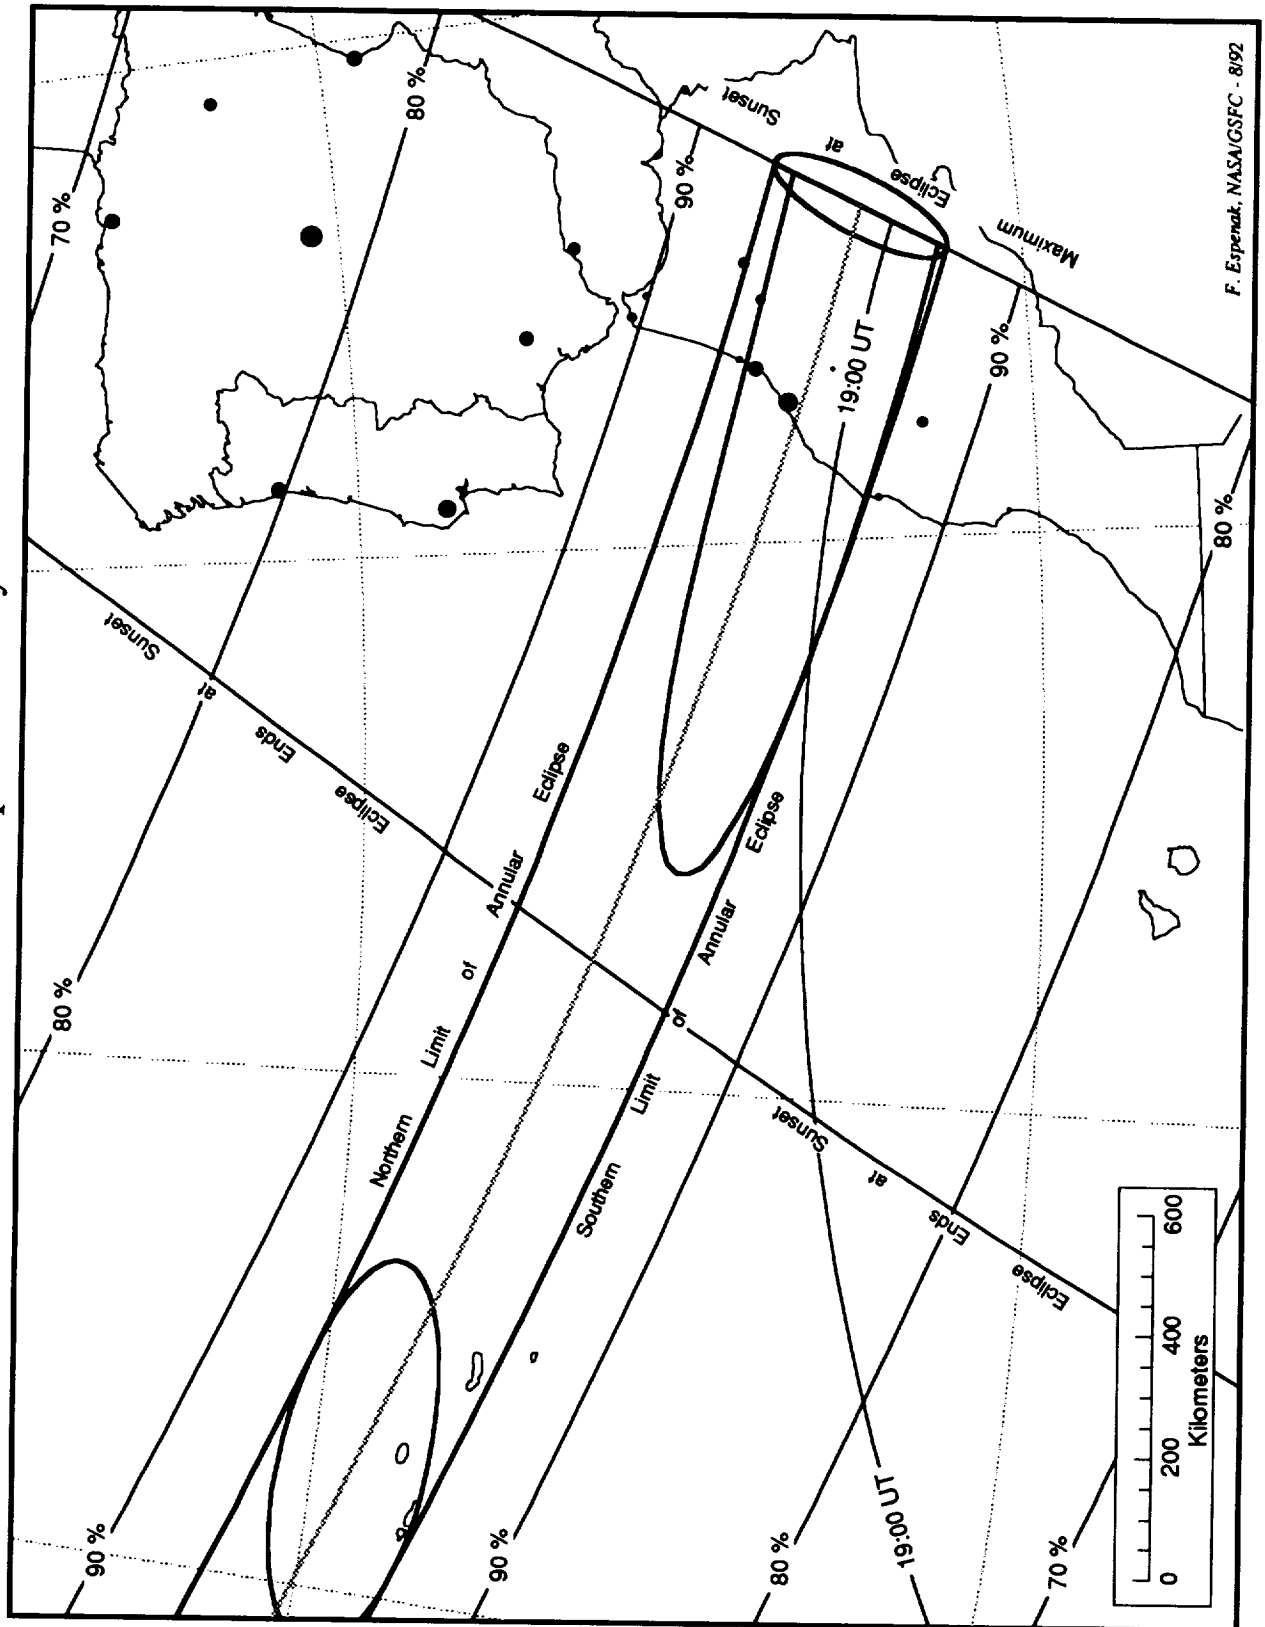 70 %
80 %
90 %
Sunset
at
Eclipse
Maximum
F. Espenak, NASA/GSFC - 8/92
19:00 UT
90 %
80 %
Sunset
at
Ends
Eclipse
of
Sunset
at
Ends
Eclipse
Northern Limit of Annular Eclipse
Southern Limit Annular Eclipse
80 %
90 %
90 %
80 %
19:00 UT
70 %
0 200 400 600
Kilometers